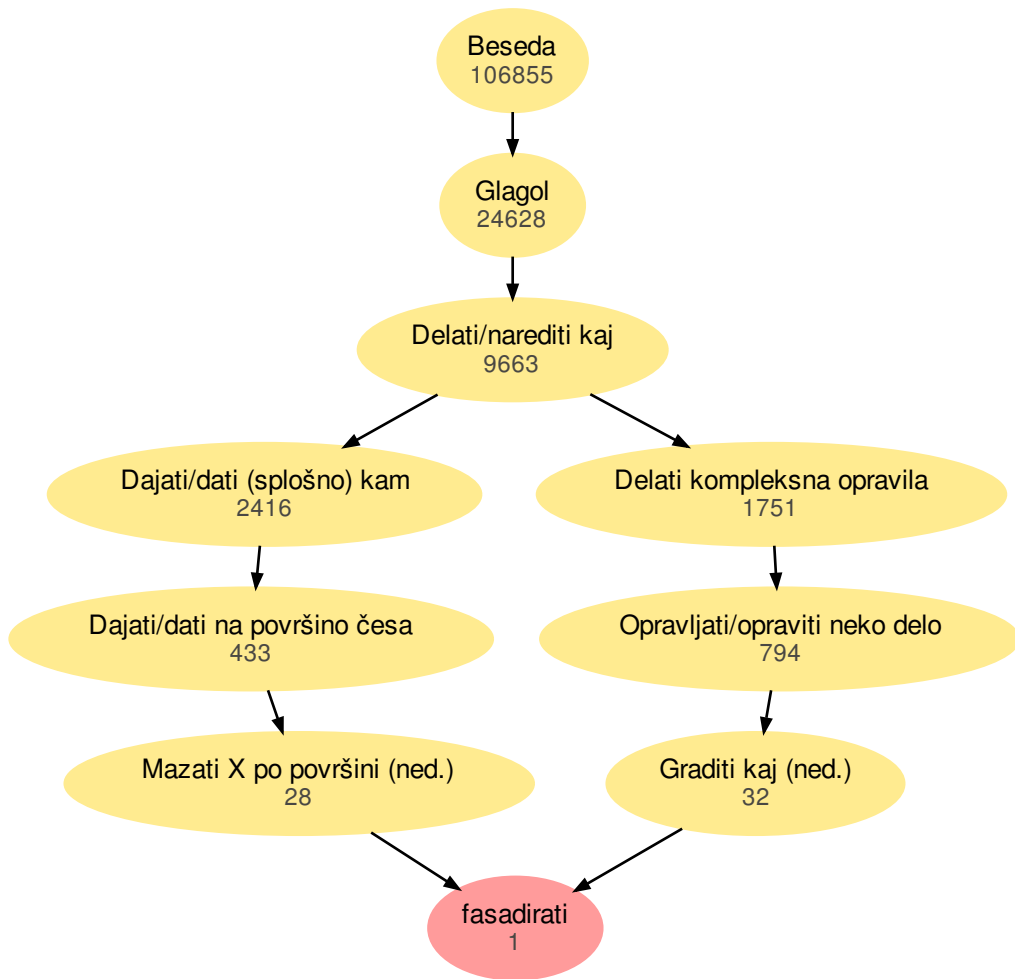 Beseda
106855
Glagol
24628
Delati/narediti kaj
9663
Dajati/dati (splošno) kam
2416
Delati kompleksna opravila
1751
Dajati/dati na površino česa
433
Opravljati/opraviti neko delo
794
Mazati X po površini (ned.)
28
Graditi kaj (ned.)
32
fasadirati
1